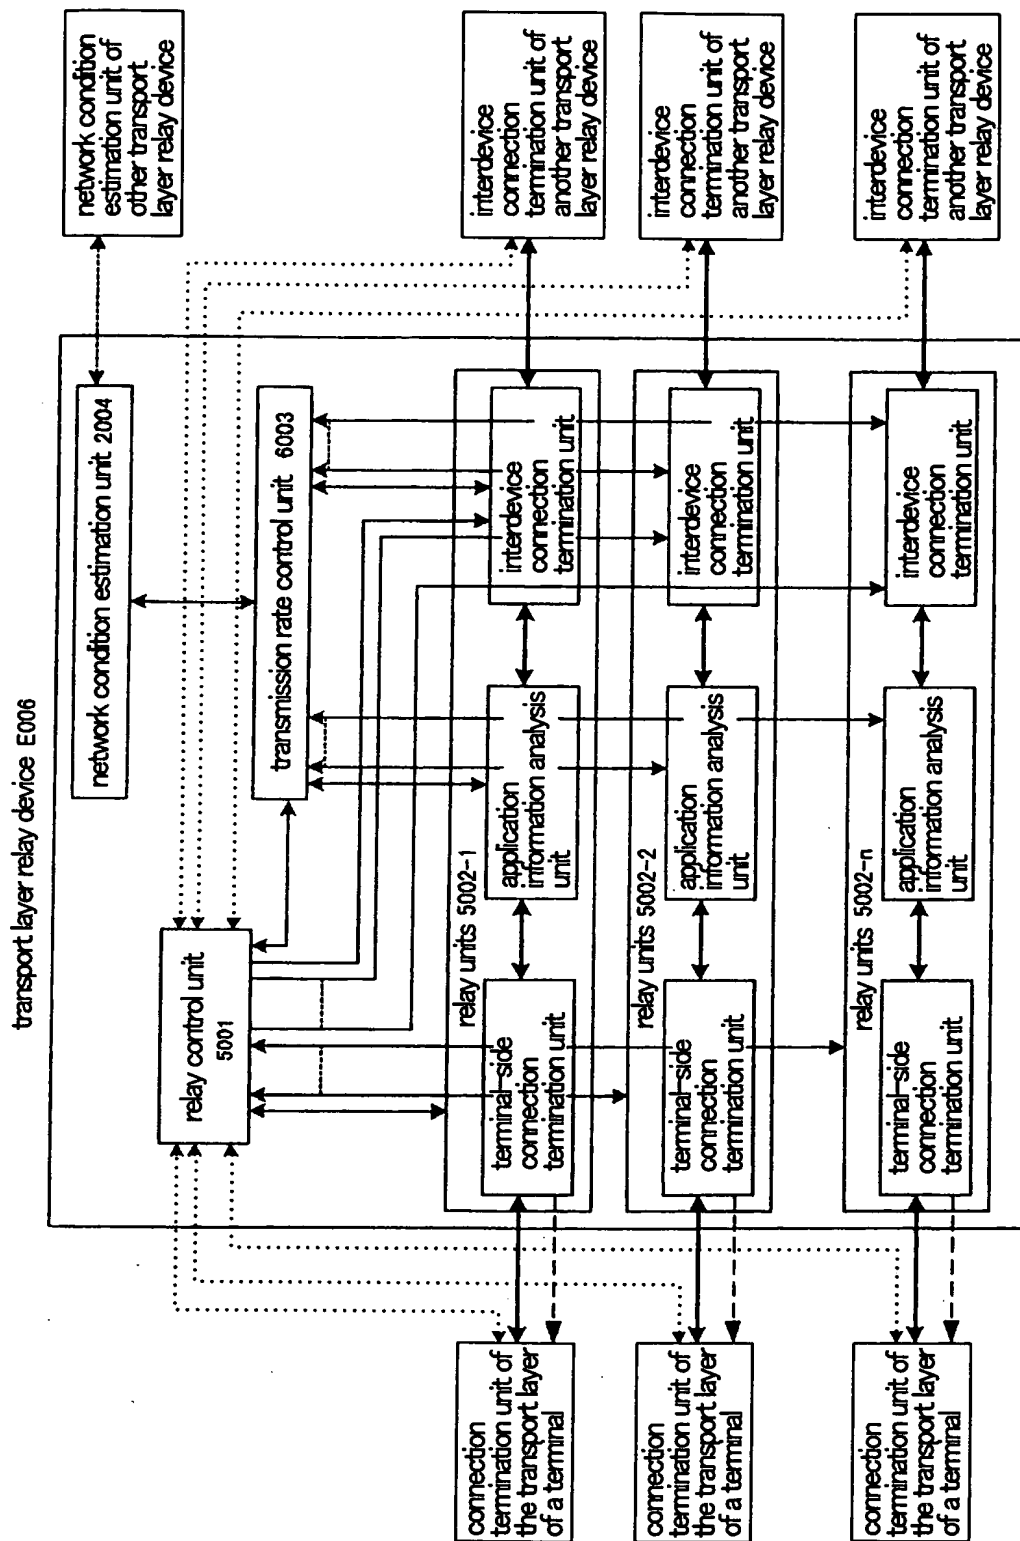 transport layer relay device E006
network condition estimation unit 2004
network condition
estimation unit of
other transport
layer relay device
relay control unit
5001
transmission rate control unit 6003
relay units 5002-1
connection
termination unit of
the transport layer
of a terminal
terminal-side
connection
termination unit
application
information analysis
unit
interdevice
connection
termination unit
interdevice
connection
termination unit of
another transport
layer relay device
relay units 5002-2
connection
termination unit of
the transport layer
of a terminal
terminal-side
connection
termination unit
application
information analysis
unit
interdevice
connection
termination unit
interdevice
connection
termination unit of
another transport
layer relay device
relay units 5002-n
connection
termination unit of
the transport layer
of a terminal
terminal-side
connection
termination unit
application
information analysis
unit
interdevice
connection
termination unit
interdevice
connection
termination unit of
another transport
layer relay device